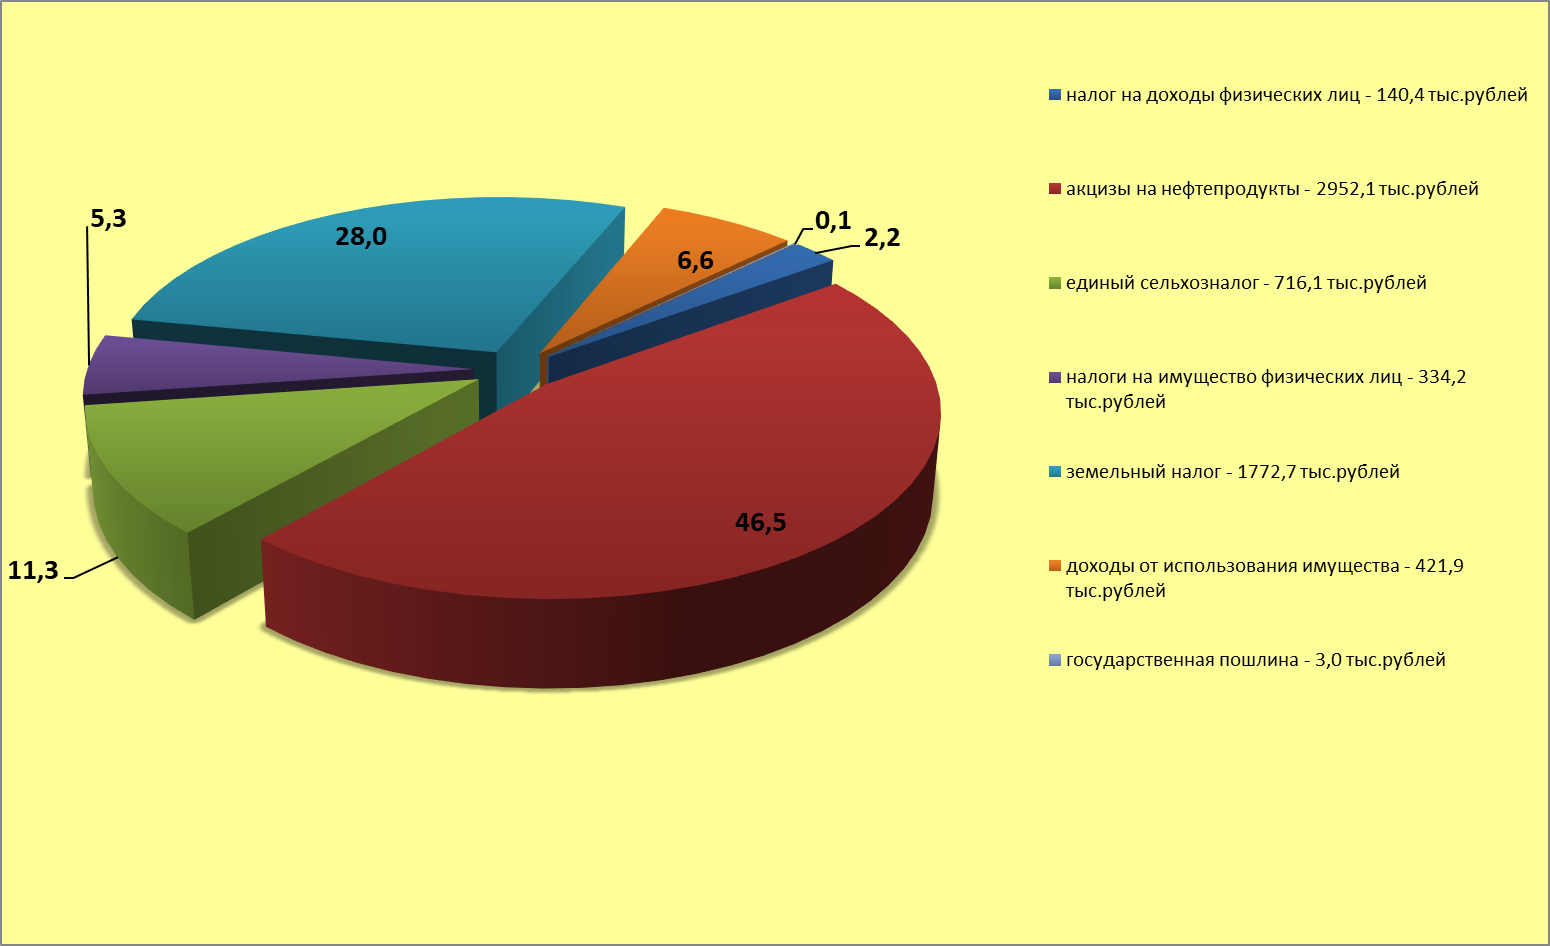 5,3
28,0
6,6
0,1
2,2
46,5
11,3
налог на доходы физических лиц - 140,4 тыс.рублей
акцизы на нефтепродукты - 2952,1 тыс.рублей
единый сельхозналог - 716,1 тыс.рублей
налоги на имущество физических лиц - 334,2
тыс.рублей
земельный налог - 1772,7 тыс.рублей
доходы от использования имущества - 421,9
тыс.рублей
государственная пошлина - 3,0 тыс.рублей